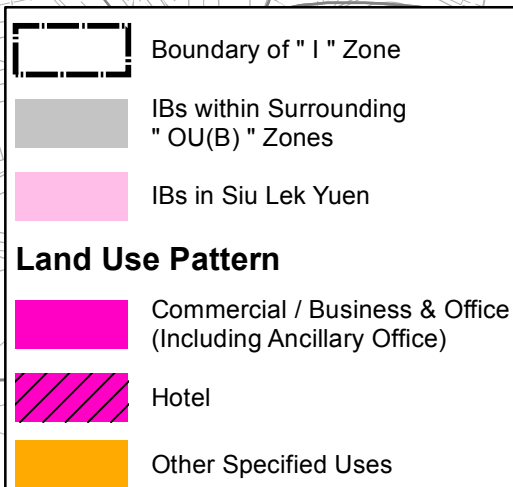 Boundary of " I " Zone
IBs within Surrounding
" OU(B) " Zones
IBs in Siu Lek Yuen
Land Use Pattern
Commercial / Business & Office
(Including Ancillary Office)
Hotel
Other Specified Uses